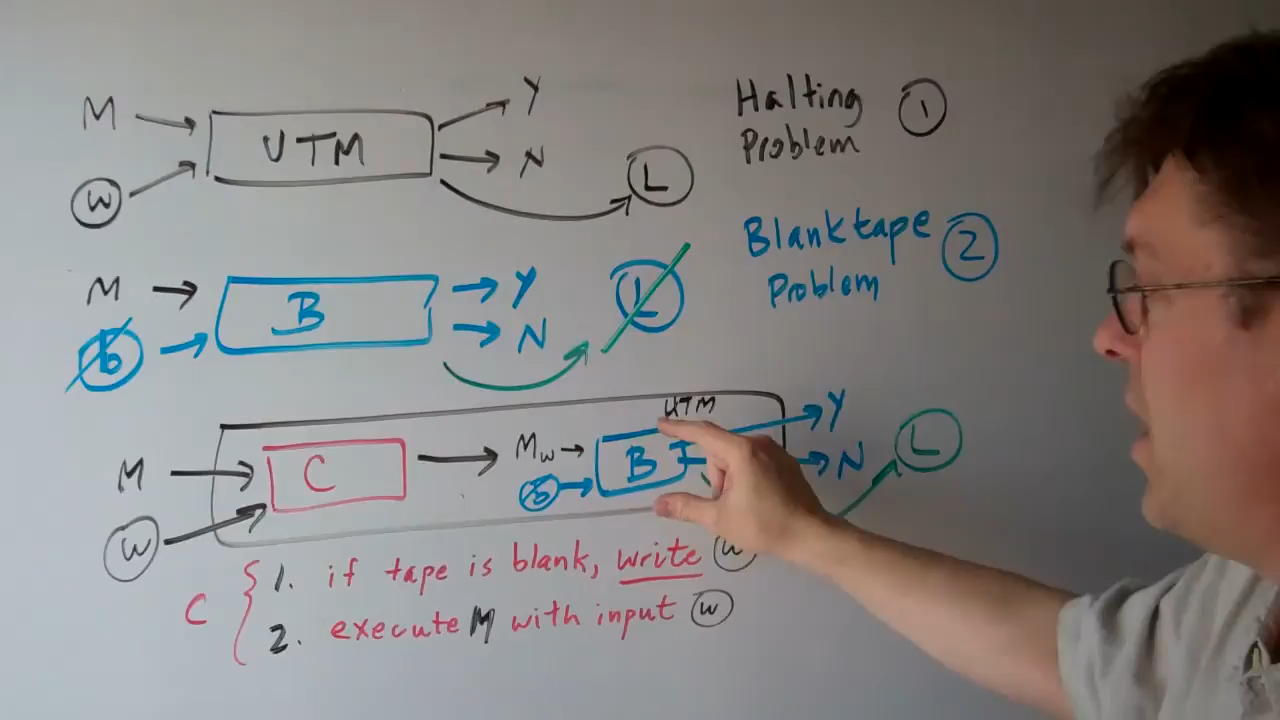 M
UTM
Y
N
W
L
Halting
Problem
1
Blank tape
Problem
2
M
b
B
Y
N
L
M
W
C
Mw
b
UTM
B
Y
N
L
C
1. if tape is blank, write W
2. execute M with input W